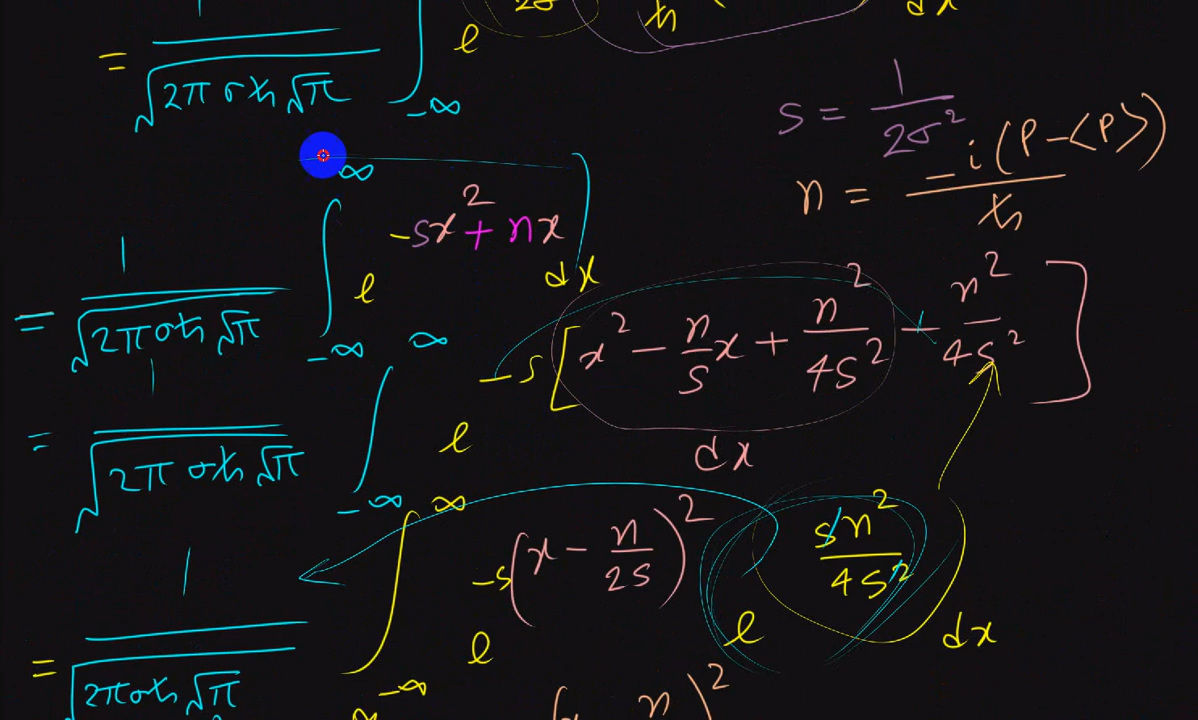 = 1/√(2π σħ √π) ∫_{-∞} e ħ dx
s = 1/(2σ²)
n = -i(p-<p>)/ħ
= 1/√(2π σħ √π) ∫_{-∞}^{∞} e^{-sx² + nx} dx
= 1/√(2π σħ √π) ∫_{-∞}^{∞} e^{-s[x² - (n/s)x + n²/(4s²) - n²/(4s²)]} dx
= 1/√(2π σħ √π) ∫_{-∞}^{∞} e^{-s(x - n/(2s))²} e^{sn²/(4s²)} dx
n )²